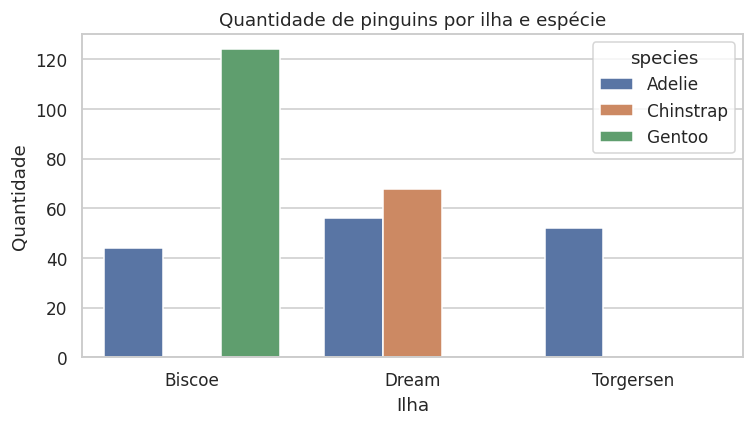 Quantidade de pinguins por ilha e espécie
species
Adelie
Chinstrap
Gentoo
Quantidade
120
100
80
60
40
20
0
Biscoe Dream Torgersen
Ilha